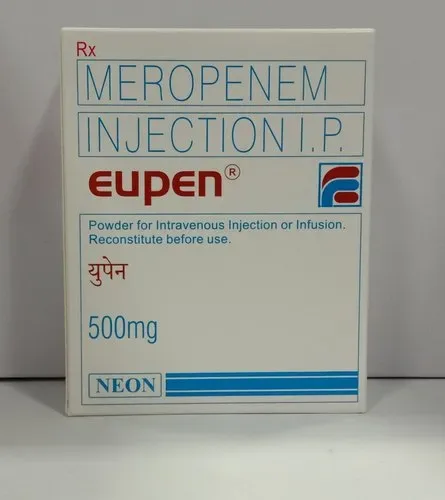 Rx
MEROPENEM
INJECTION I.P.
EUPEN®
Powder for Intravenous Injection or Infusion.
Reconstitute before use.
युपेन
500mg
NEON